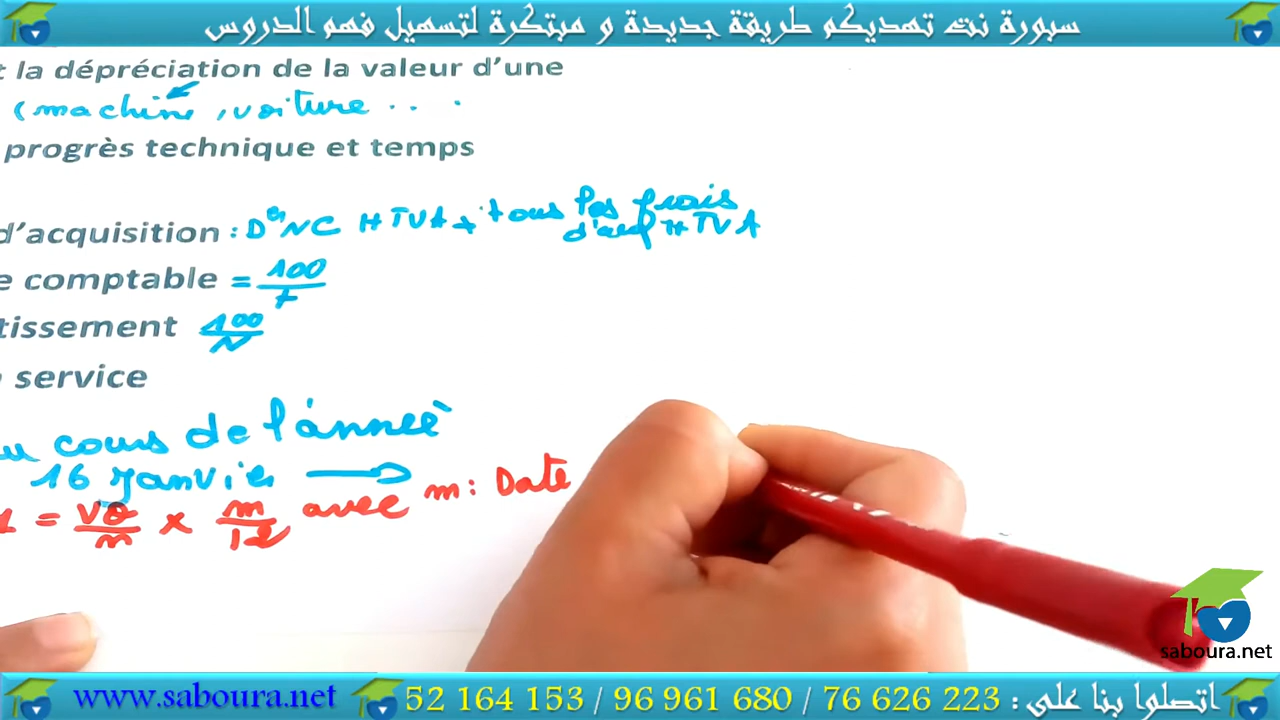 سبورة نت تهديكم طريقة جديدة و مبتكرة لتسهيل فهم الدروس
t la dépréciation de la valeur d'une
(machine, voiture ...
progrès technique et temps
d'acquisition : Der NC HTVA + tous les frais
d'acq HTVA
e comptable = 100/t
tissement 100/N
service
au cours de l'année
16 Janvier →
1 = VO/n x m/12 avec m: Date
saboura.net
www.saboura.net
52 164 153 / 96 961 680 / 76 626 223 : اتصلوا بنا على